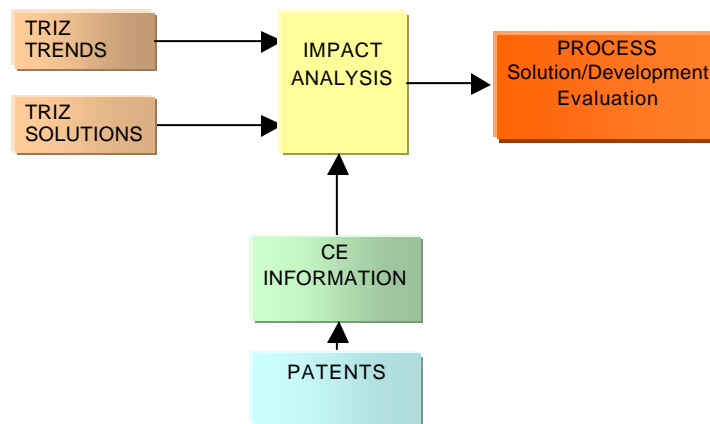 TRIZ
TRENDS
TRIZ
SOLUTIONS
IMPACT
ANALYSIS
PROCESS
Solution/Development
Evaluation
CE
INFORMATION
PATENTS